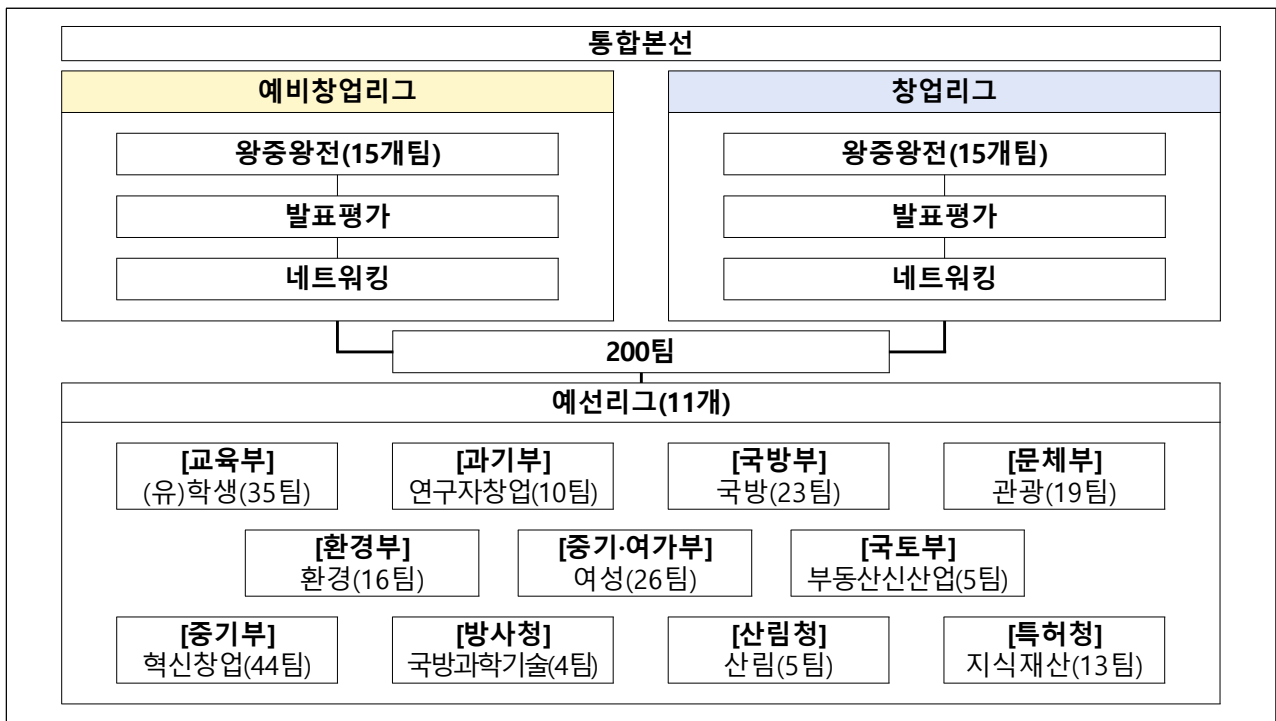 통합본선
예비창업리그
창업리그
왕중왕전(15개팀)
발표평가
네트워킹
왕중왕전(15개팀)
발표평가
네트워킹
200팀
예선리그(11개)
[교육부]
(유)학생(35팀)
[과기부]
연구자창업(10팀)
[국방부]
국방(23팀)
[문체부]
관광(19팀)
[환경부]
환경(16팀)
[중기·여가부]
여성(26팀)
[국토부]
부동산신산업(5팀)
[중기부]
혁신창업(44팀)
[방사청]
국방과학기술(4팀)
[산림청]
산림(5팀)
[특허청]
지식재산(13팀)